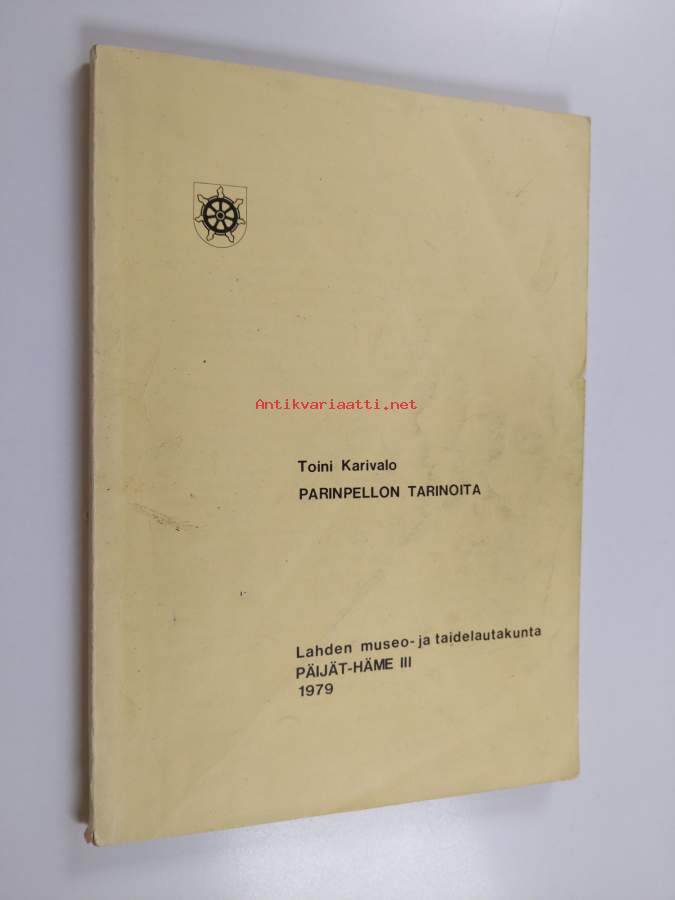 Antikvariaatti.net
Toini Karivalo
PARINPELLON TARINOITA
Lahden museo- ja taidelautakunta
PÄIJÄT-HÄME III
1979